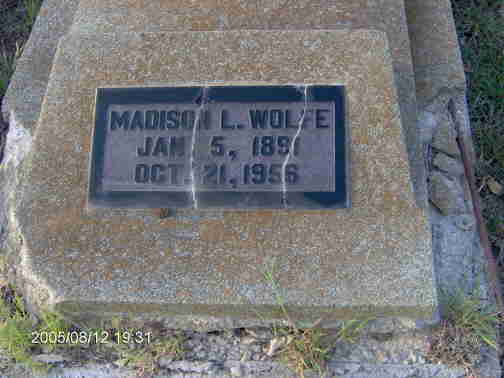 MADISON L. WOLFE
JAN. 5, 1891
OCT. 21, 1956
2005/08/12 19:31